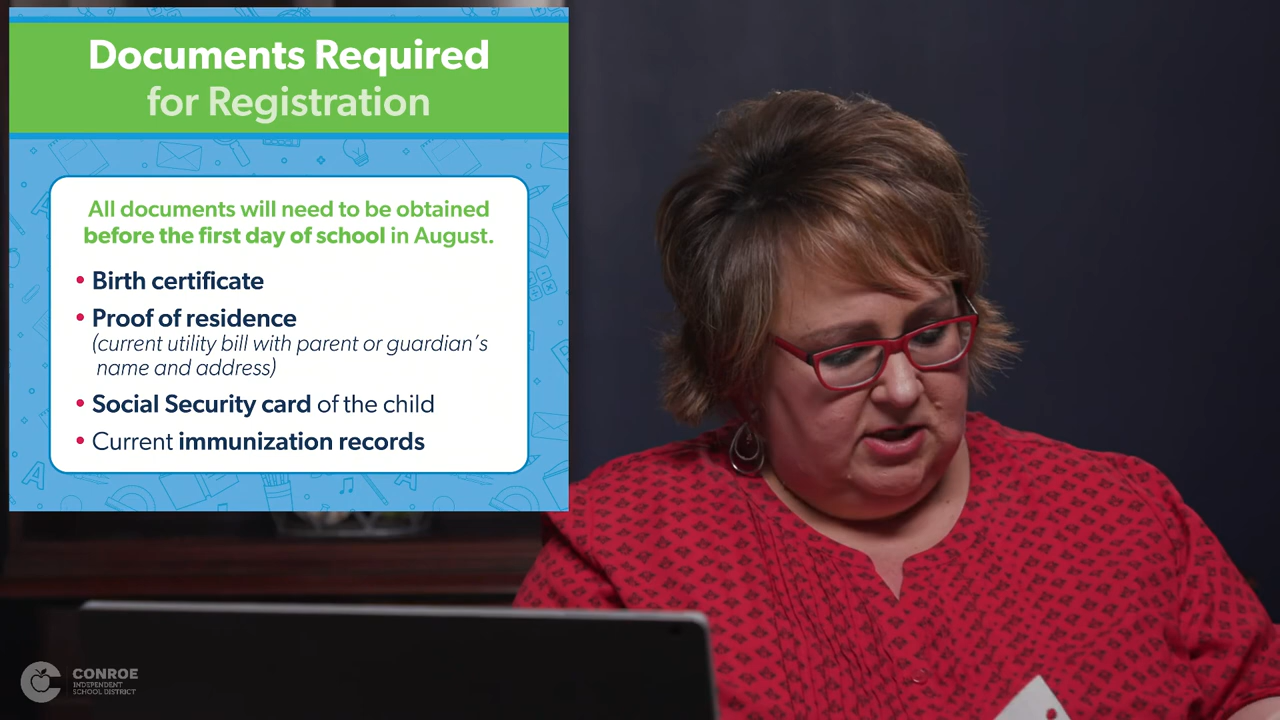 Documents Required
for Registration
All documents will need to be obtained
before the first day of school in August.
• Birth certificate
• Proof of residence
(current utility bill with parent or guardian's
name and address)
• Social Security card of the child
• Current immunization records
CONROE
INDEPENDENT
SCHOOL DISTRICT